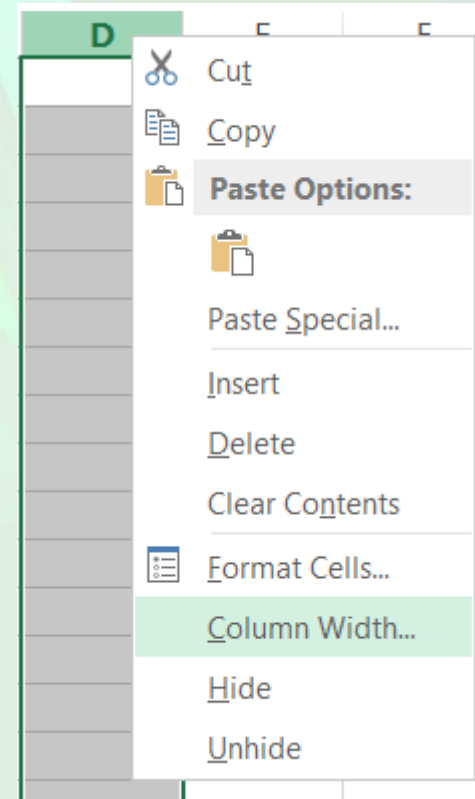 D
Cut
Copy
Paste Options:
Paste Special...
Insert
Delete
Clear Contents
Format Cells...
Column Width...
Hide
Unhide